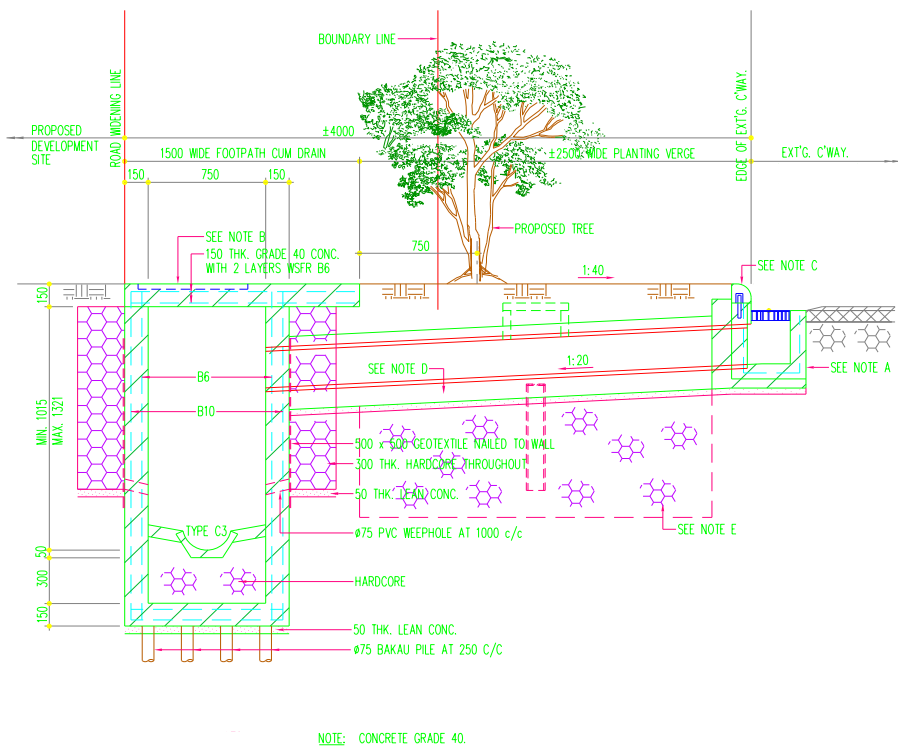 BOUNDARY LINE
ROAD WIDENING LINE
EDGE OF EXT'G. C'WAY.
PROPOSED
DEVELOPMENT
SITE
±4000
1500 WIDE FOOTPATH CUM DRAIN
±2500 WIDE PLANTING VERGE
EXT'G. C'WAY.
150
750
150
PROPOSED TREE
SEE NOTE B
150 THK. GRADE 40 CONC.
WITH 2 LAYERS WSFR B6
750
1:40
SEE NOTE C
150
B6
SEE NOTE D
1:20
SEE NOTE A
B10
MIN. 1015
MAX. 1321
500 x 500 GEOTEXTILE NAILED TO WALL
300 THK. HARDCORE THROUGHOUT
50 THK. LEAN CONC.
TYPE C3
ø75 PVC WEEPHOLE AT 1000 c/c
SEE NOTE E
50
300
HARDCORE
150
50 THK. LEAN CONC.
ø75 BAKAU PILE AT 250 C/C
NOTE: CONCRETE GRADE 40.